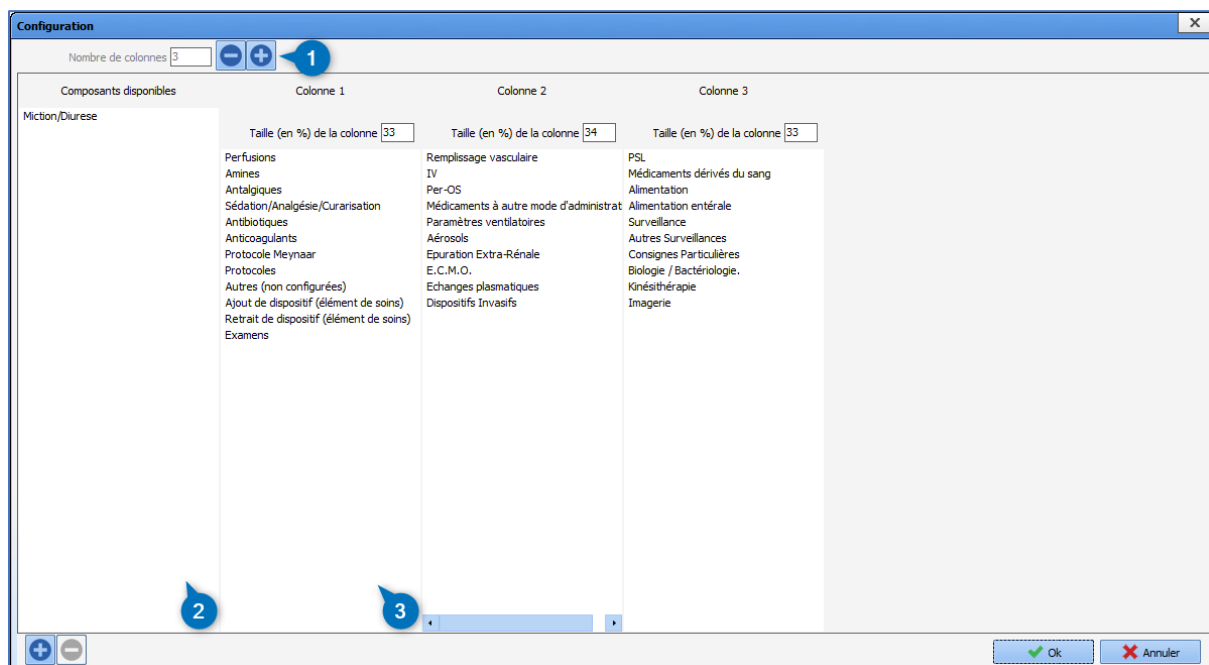 Configuration
Nombre de colonnes 3
1
Composants disponibles
Miction/Diurese
Colonne 1
Taille (en %) de la colonne 33
Perfusions
Amines
Antalgiques
Sédation/Analgésie/Curarisation
Antibiotiques
Anticoagulants
Protocole Meynaar
Protocoles
Autres (non configurées)
Ajout de dispositif (élément de soins)
Retrait de dispositif (élément de soins)
Examens
Colonne 2
Taille (en %) de la colonne 34
Remplissage vasculaire
IV
Per-OS
Médicaments à autre mode d'administrat
Paramètres ventilatoires
Aérosols
Epuration Extra-Rénale
E.C.M.O.
Echanges plasmatiques
Dispositifs Invasifs
Colonne 3
Taille (en %) de la colonne 33
PSL
Médicaments dérivés du sang
Alimentation
Alimentation entérale
Surveillance
Autres Surveillances
Consignes Particulières
Biologie / Bactériologie.
Kinésithérapie
Imagerie
2
3
Ok
Annuler